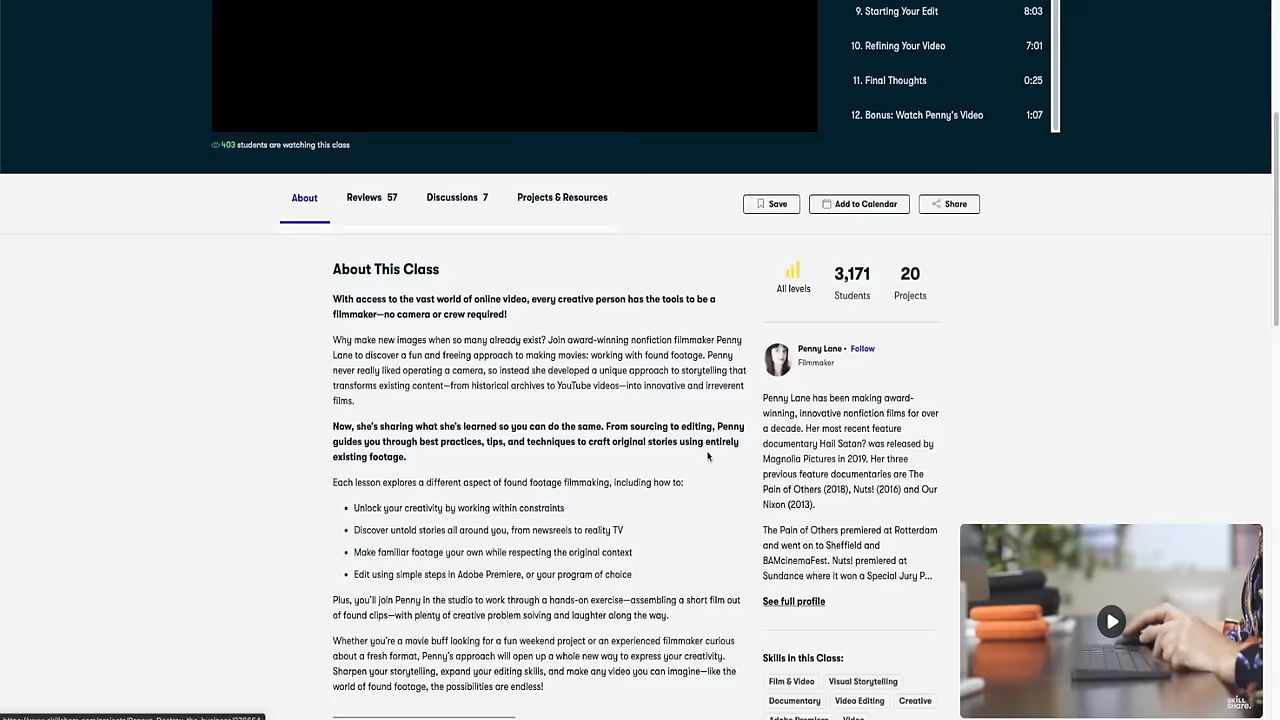 9. Starting Your Edit 8:03
10. Refining Your Video 7:01
11. Final Thoughts 0:25
12. Bonus: Watch Penny's Video 1:07
403 students are watching this class
About Reviews 57 Discussions 7 Projects & Resources
Save Add to Calendar Share
About This Class
With access to the vast world of online video, every creative person has the tools to be a
filmmaker—no camera or crew required!
Why make new images when so many already exist? Join award-winning nonfiction filmmaker Penny
Lane to discover a fun and freeing approach to making movies: working with found footage. Penny
never really liked operating a camera, so instead she developed a unique approach to storytelling that
transforms existing content—from historical archives to YouTube videos—into innovative and irreverent
films.
Now, she's sharing what she's learned so you can do the same. From sourcing to editing, Penny
guides you through best practices, tips, and techniques to craft original stories using entirely
existing footage.
Each lesson explores a different aspect of found footage filmmaking, including how to:
• Unlock your creativity by working within constraints
• Discover untold stories all around you, from newsreels to reality TV
• Make familiar footage your own while respecting the original context
• Edit using simple steps in Adobe Premiere, or your program of choice
Plus, you'll join Penny in the studio to work through a hands-on exercise—assembling a short film out
of found clips—with plenty of creative problem solving and laughter along the way.
Whether you're a movie buff looking for a fun weekend project or an experienced filmmaker curious
about a fresh format, Penny's approach will open up a whole new way to express your creativity.
Sharpen your storytelling, expand your editing skills, and make any video you can imagine—like the
world of found footage, the possibilities are endless!
3,171 20
All levels Students Projects
Penny Lane • Follow
Filmmaker
Penny Lane has been making award-
winning, innovative nonfiction films for over
a decade. Her most recent feature
documentary Hail Satan? was released by
Magnolia Pictures in 2019. Her three
previous feature documentaries are The
Pain of Others (2018), Nuts! (2016) and Our
Nixon (2013).
The Pain of Others premiered at Rotterdam
and went on to Sheffield and
BAMcinemaFest. Nuts! premiered at
Sundance where it won a Special Jury P...
See full profile
Skills in this Class:
Film & Video Visual Storytelling
Documentary Video Editing Creative
Adobe Premiere Video
SKILL
SHARE.